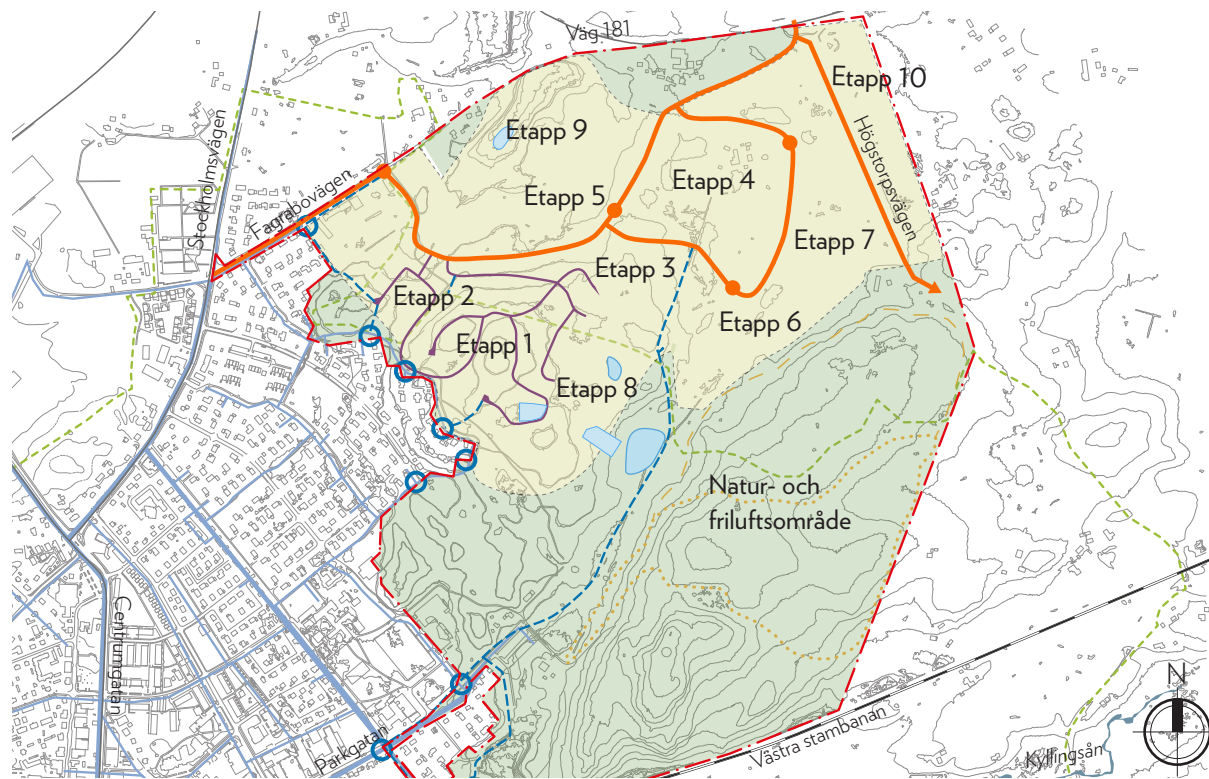 Väg 181
Etapp 10
Etapp 9
Stockholmsvägen
Fagrabovägen
Högstorpsvägen
Etapp 4
Etapp 5
Etapp 7
Etapp 3
Etapp 2
Etapp 6
Etapp 1
Etapp 8
Natur- och
friluftsområde
Centrumgatan
N
Västra stambanan
Parkgatan
Kyllingsån